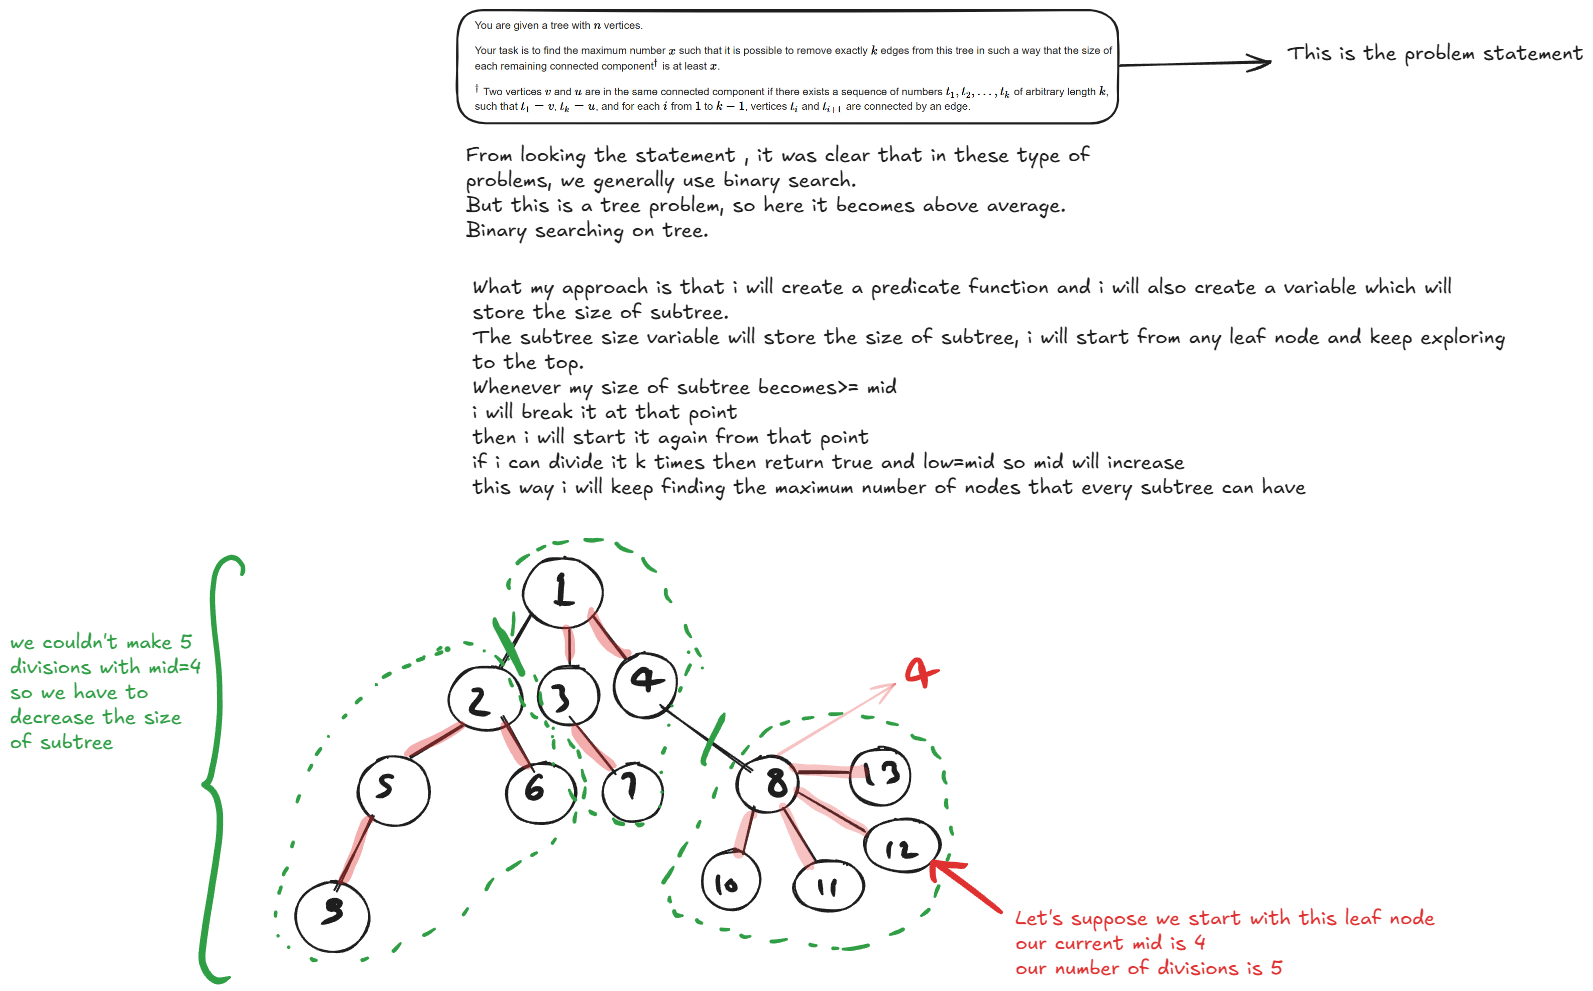 You are given a tree with n vertices.
Your task is to find the maximum number x such that it is possible to remove exactly k edges from this tree in such a way that the size of
each remaining connected component† is at least x.
† Two vertices v and u are in the same connected component if there exists a sequence of numbers t1, t2, ..., tk of arbitrary length k,
such that t1 = v, tk = u, and for each i from 1 to k − 1, vertices ti and ti+1 are connected by an edge.
This is the problem statement
From looking the statement , it was clear that in these type of
problems, we generally use binary search.
But this is a tree problem, so here it becomes above average.
Binary searching on tree.
What my approach is that i will create a predicate function and i will also create a variable which will
store the size of subtree.
The subtree size variable will store the size of subtree, i will start from any leaf node and keep exploring
to the top.
Whenever my size of subtree becomes>= mid
i will break it at that point
then i will start it again from that point
if i can divide it k times then return true and low=mid so mid will increase
this way i will keep finding the maximum number of nodes that every subtree can have
we couldn't make 5
divisions with mid=4
so we have to
decrease the size
of subtree
1
2
3
4
4
5
6
7
8
13
12
9
10
11
Let's suppose we start with this leaf node
our current mid is 4
our number of divisions is 5